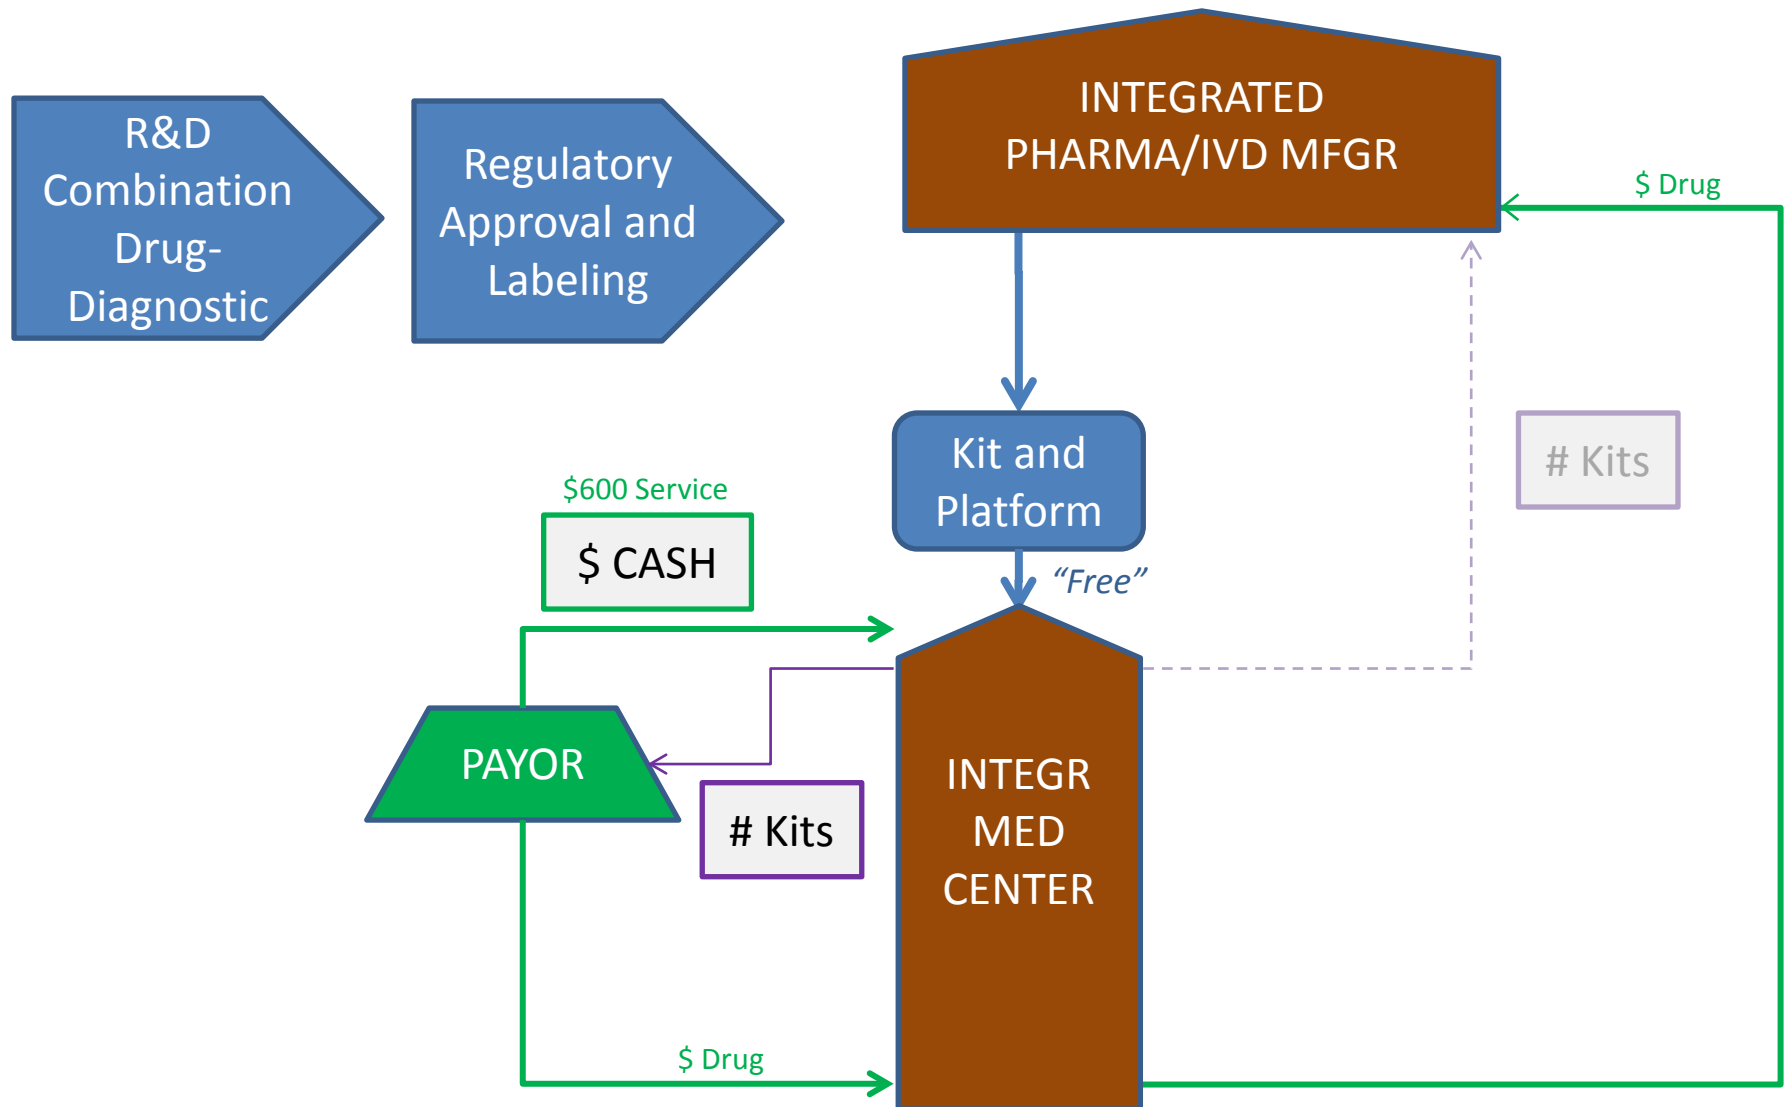 R&D
Combination
Drug-
Diagnostic
Regulatory
Approval and
Labeling
INTEGRATED
PHARMA/IVD MFGR
$ Drug
Kit and
Platform
# Kits
$600 Service
$ CASH
“Free”
PAYOR
# Kits
INTEGR
MED
CENTER
$ Drug